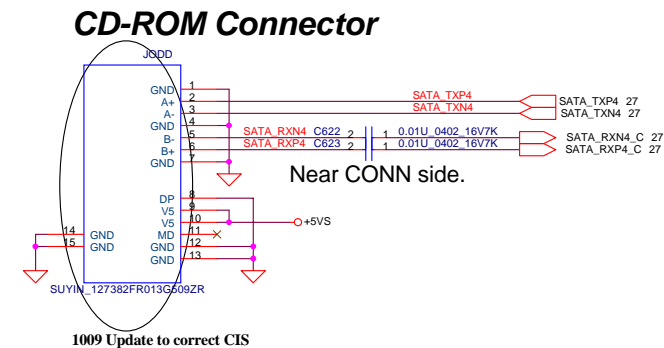 CD-ROM Connector
JODD
GND 1
A+ 2 SATA_TXP4 SATA_TXP4 27
A- 3 SATA_TXN4 SATA_TXN4 27
GND 4
B- 5 SATA_RXN4 C622 2 1 0.01U_0402_16V7K SATA_RXN4_C 27
B+ 6 SATA_RXP4 C623 2 1 0.01U_0402_16V7K SATA_RXP4_C 27
GND 7
Near CONN side.
DP 8
V5 9
V5 10 +5VS
14 GND MD 11
15 GND GND 12
GND 13
SUYIN_127382FR013G509ZR
1009 Update to correct CIS